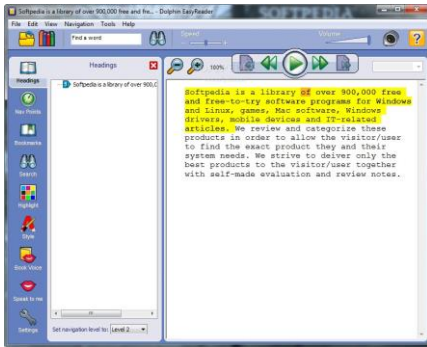 Softpedia is a library of over 900,000 free and fre... - Dolphin EasyReader
File Edit View Navigation Tools Help
Find a word
Speed
Volume
Headings
Nav Points
Bookmarks
Search
Highlight
Style
Book Voice
Speak to me
Settings
Headings
Softpedia is a library of over 900,0
Set navigation level to: Level 2
100%
Softpedia is a library of over 900,000 free
and free-to-try software programs for Windows
and Linux, games, Mac software, Windows
drivers, mobile devices and IT-related
articles. We review and categorize these
products in order to allow the visitor/user
to find the exact product they and their
system needs. We strive to deiver only the
best products to the visitor/user together
with self-made evaluation and review notes.